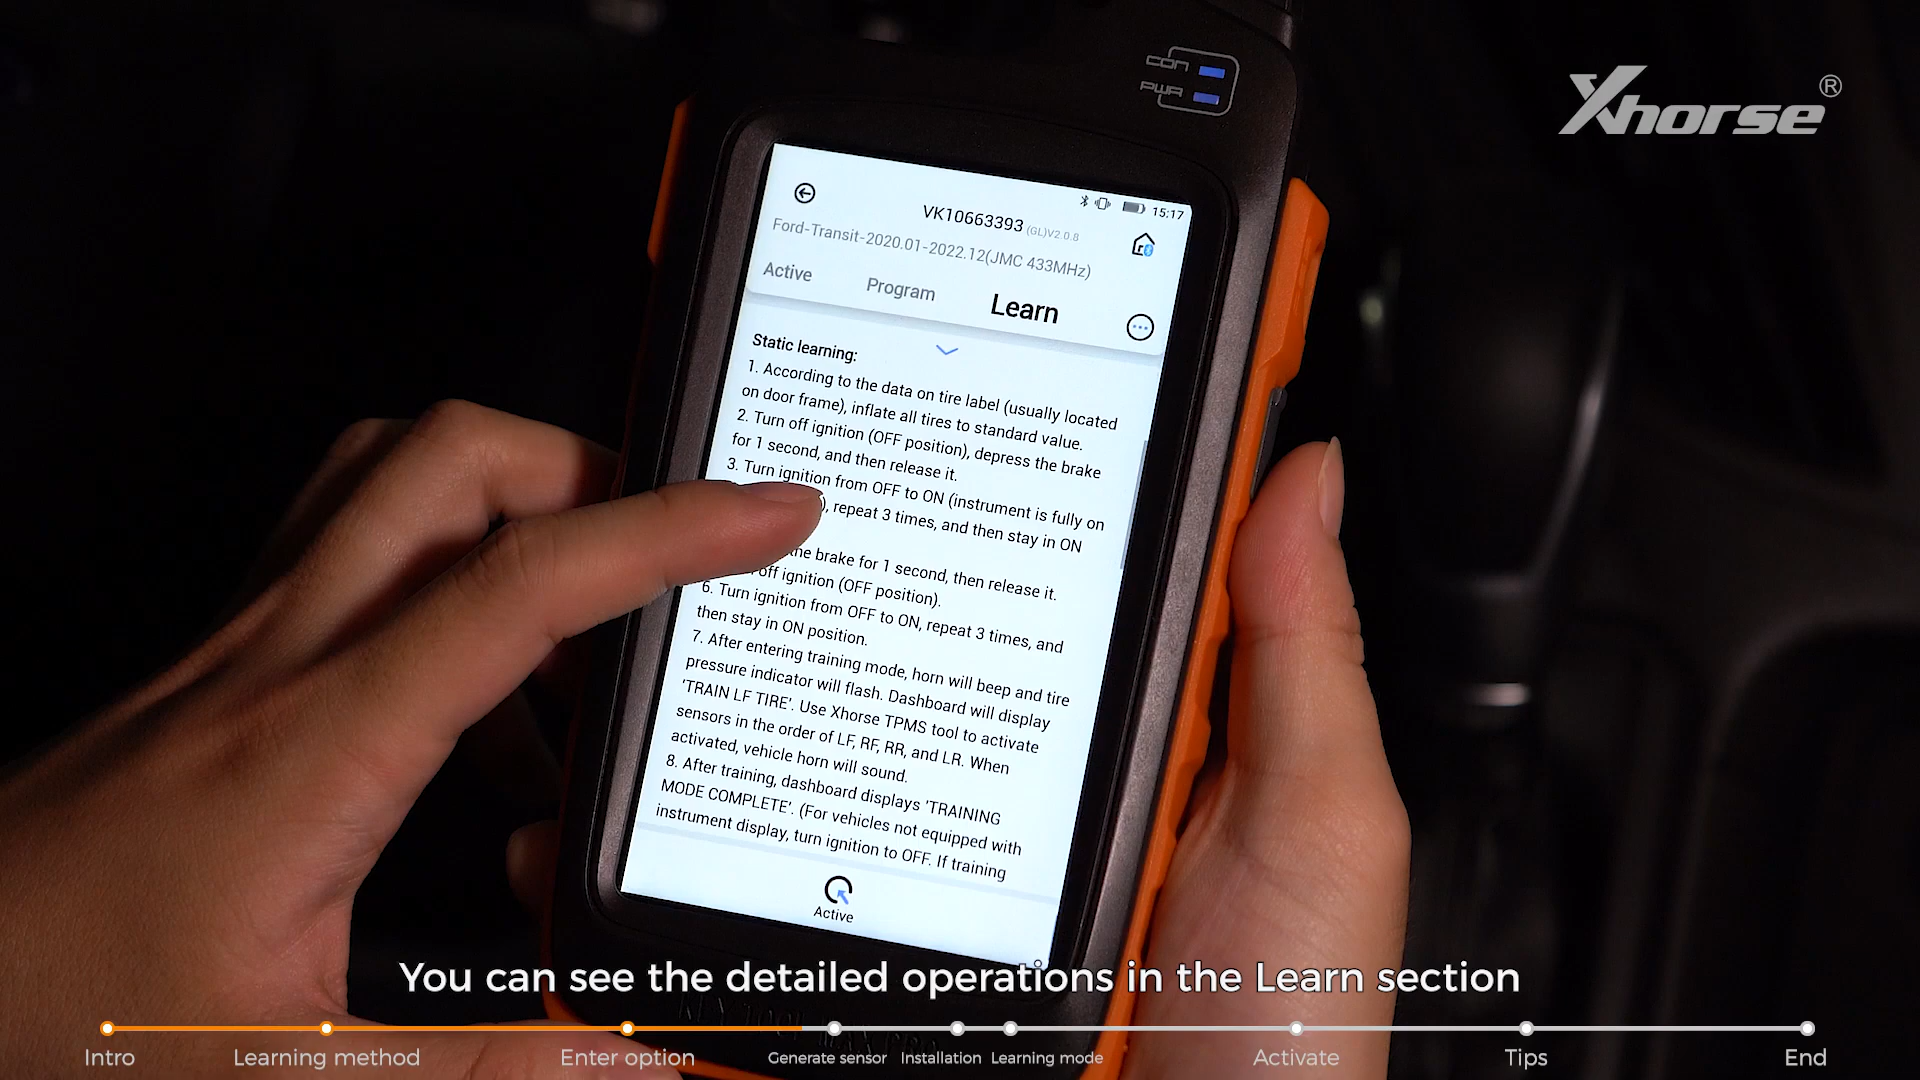 CON
PWR
Xhorse®
15:17
VK10663393 (GL)V2.0.8
Ford-Transit-2020.01-2022.12(JMC 433MHz)
Active Program Learn
Static learning:
1. According to the data on tire label (usually located
on door frame), inflate all tires to standard value.
2. Turn off ignition (OFF position), depress the brake
for 1 second, and then release it.
3. Turn ignition from OFF to ON (instrument is fully on
), repeat 3 times, and then stay in ON
the brake for 1 second, then release it.
off ignition (OFF position).
6. Turn ignition from OFF to ON, repeat 3 times, and
then stay in ON position.
7. After entering training mode, horn will beep and tire
pressure indicator will flash. Dashboard will display
'TRAIN LF TIRE'. Use Xhorse TPMS tool to activate
sensors in the order of LF, RF, RR, and LR. When
activated, vehicle horn will sound.
8. After training, dashboard displays 'TRAINING
MODE COMPLETE'. (For vehicles not equipped with
instrument display, turn ignition to OFF. If training
Active
You can see the detailed operations in the Learn section
Intro Learning method Enter option Generate sensor Installation Learning mode Activate Tips End